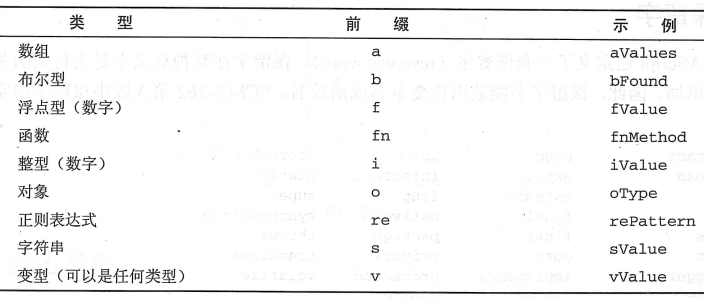 类 型 前 缀 示 例
数组 a aValues
布尔型 b bFound
浮点型（数字） f fValue
函数 fn fnMethod
整型（数字） i iValue
对象 o oType
正则表达式 re rePattern
字符串 s sValue
变型（可以是任何类型） v vValue